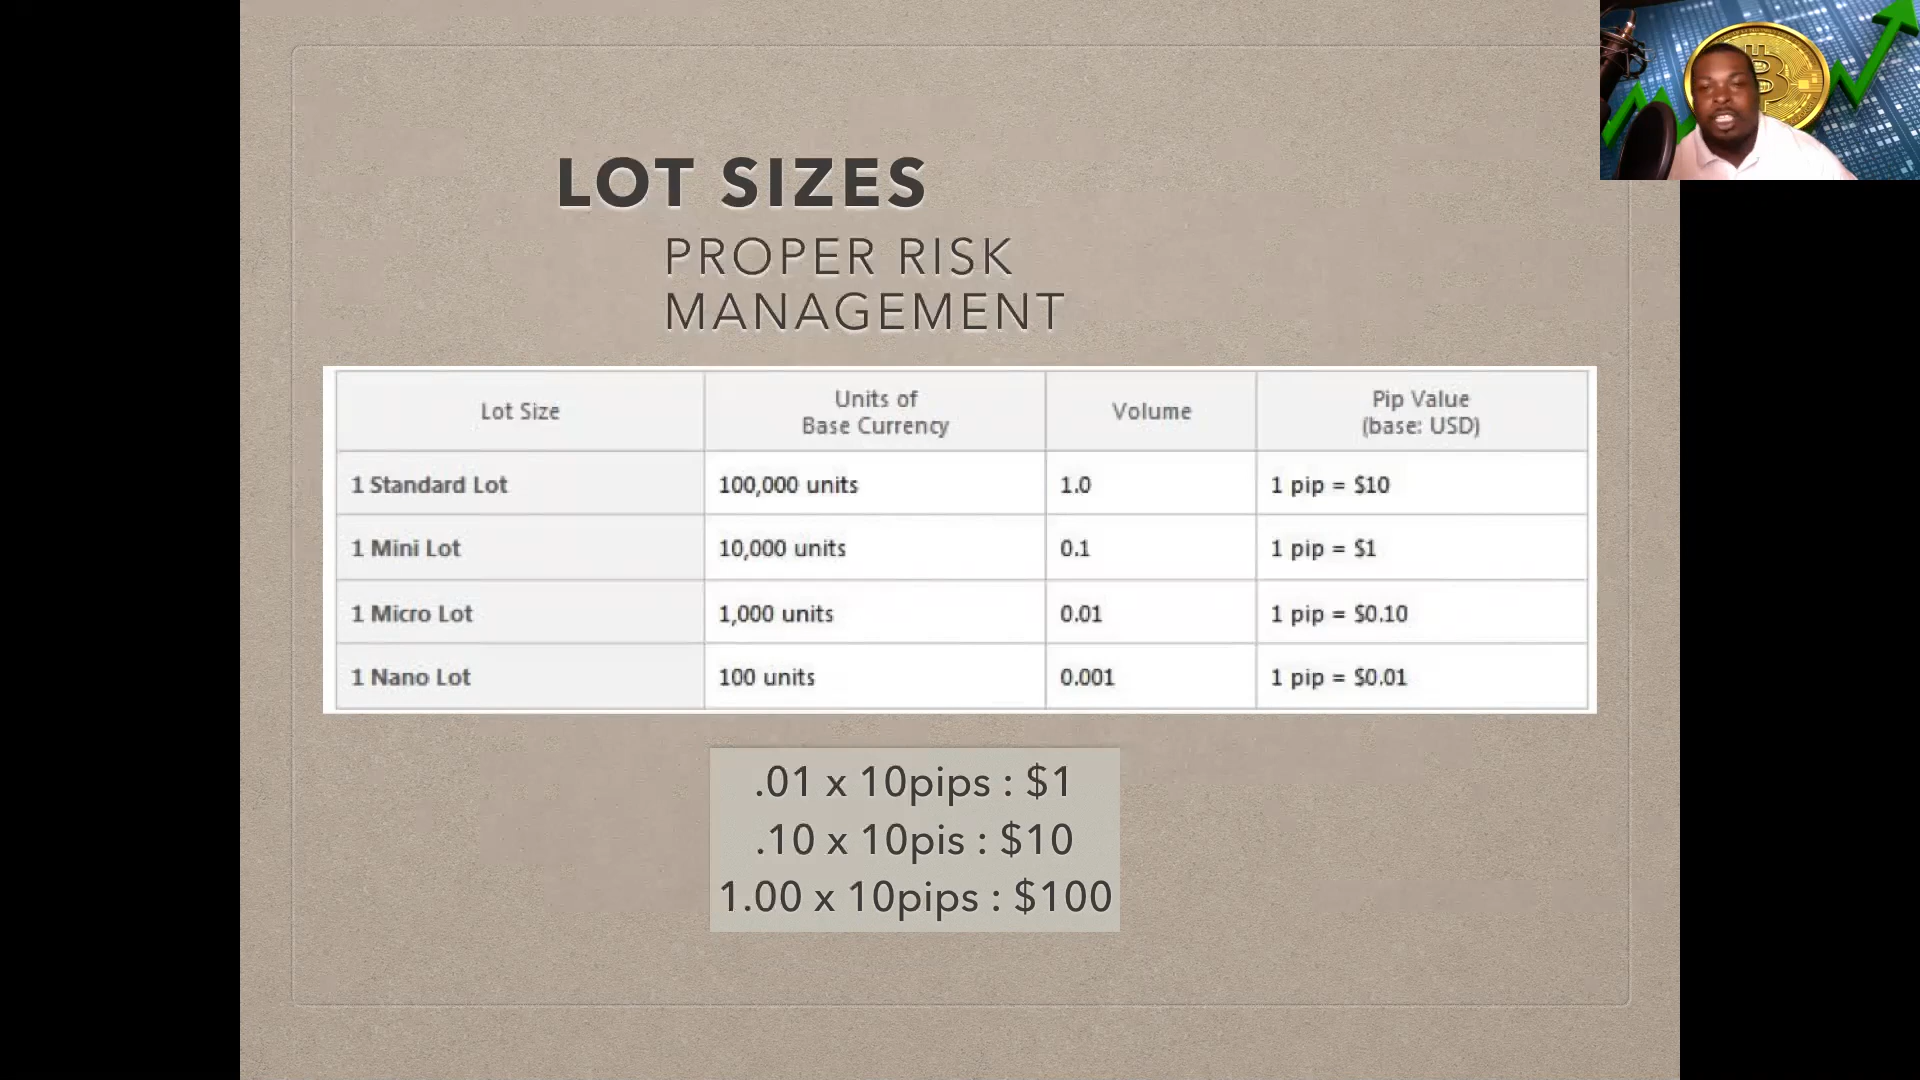 LOT SIZES
PROPER RISK
MANAGEMENT
Lot Size
Units of
Base Currency
Volume
Pip Value
(base: USD)
1 Standard Lot
100,000 units
1.0
1 pip = $10
1 Mini Lot
10,000 units
0.1
1 pip = $1
1 Micro Lot
1,000 units
0.01
1 pip = $0.10
1 Nano Lot
100 units
0.001
1 pip = $0.01
.01 x 10pips : $1
.10 x 10pis : $10
1.00 x 10pips : $100